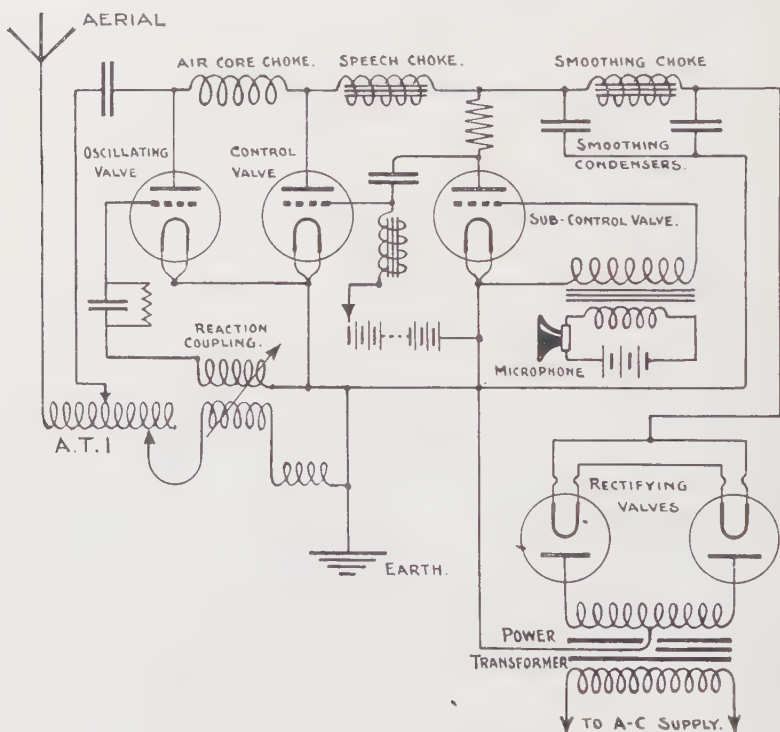 AERIAL
AIR CORE CHOKE.
SPEECH CHOKE.
SMOOTHING CHOKE
OSCILLATING
VALVE
CONTROL
VALVE
SMOOTHING
CONDENSERS.
SUB-CONTROL VALVE.
REACTION
COUPLING.
MICROPHONE
A.T.I
RECTIFYING
VALVES
EARTH.
POWER
TRANSFORMER
TO A-C SUPPLY.